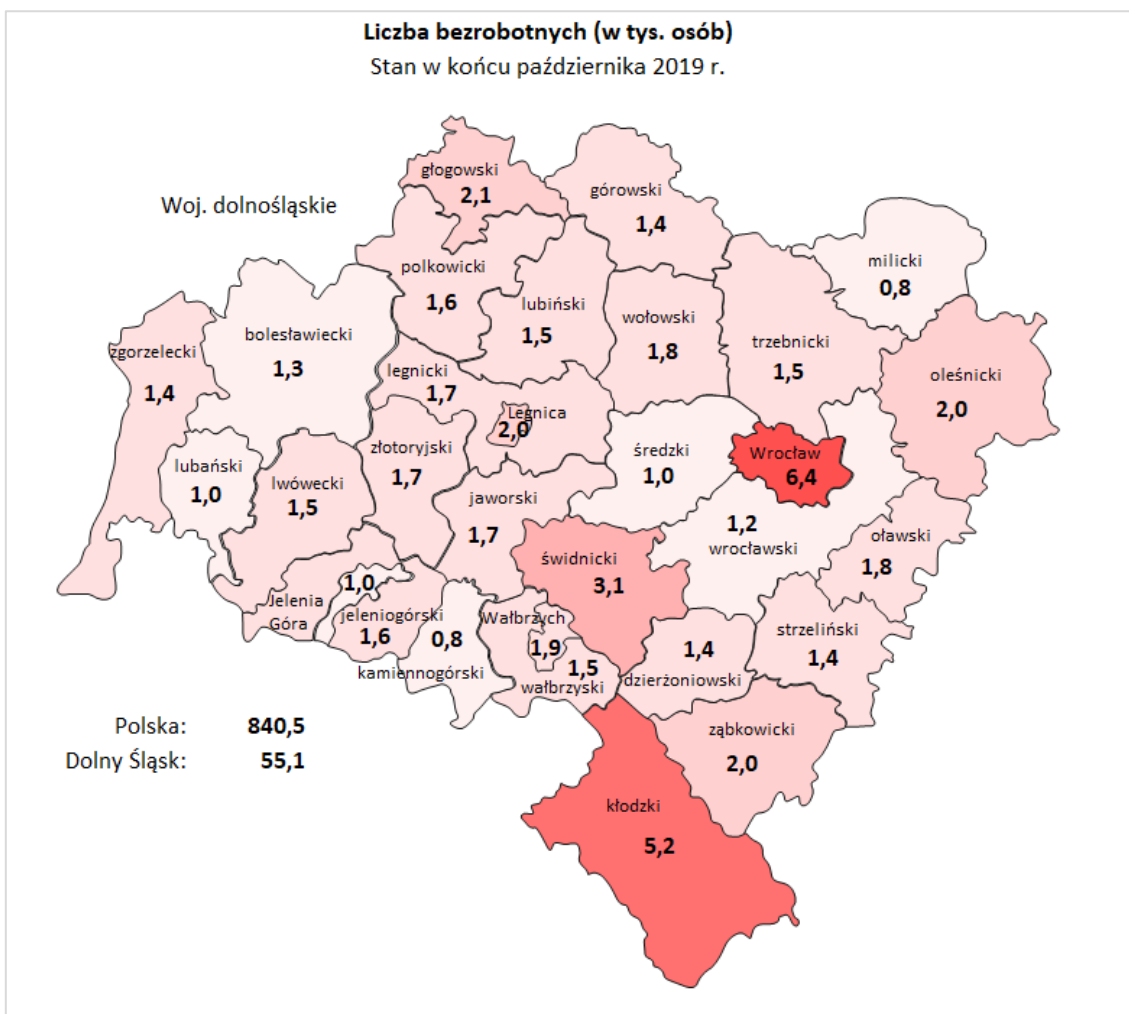 Liczba bezrobotnych (w tys. osób)
Stan w końcu października 2019 r.
Woj. dolnośląskie
głogowski
2,1
górowski
1,4
milicki
0,8
polkowicki
1,6
lubiński
1,5
wołowski
1,8
trzebnicki
1,5
oleśnicki
2,0
zgorzelecki
1,4
bolesławiecki
1,3
legnicki
1,7
Legnica
2,0
lubański
1,0
lwówecki
1,5
złotoryjski
1,7
jaworski
1,7
średzki
1,0
Wrocław
6,4
1,2
wrocławski
oławski
1,8
świdnicki
3,1
Jelenia
Góra
1,0
jeleniogórski
1,6
0,8
kamiennogórski
Wałbrzych
1,9
1,5
wałbrzyski
1,4
dzierżoniowski
strzeliński
1,4
ząbkowicki
2,0
kłodzki
5,2
Polska: 840,5
Dolny Śląsk: 55,1